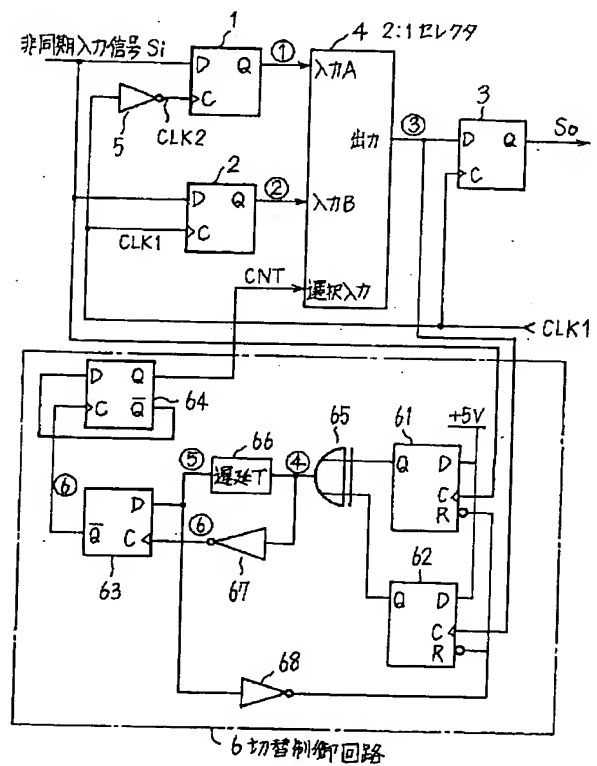 非同期入力信号 Si
1
D Q
C
①
5
CLK2
2
D Q
C
CLK1
②
4 2:1セレクタ
入力A
出力
入力B
選択入力
③
3
D Q
C
So
CNT
CLK1
D Q
C Q̅
64
⑥
D
Q̅ C
63
⑤
66
遅延T
④
65
⑥
67
61
+5V
Q D
C
R
62
Q D
C
R
68
6 切替制御回路